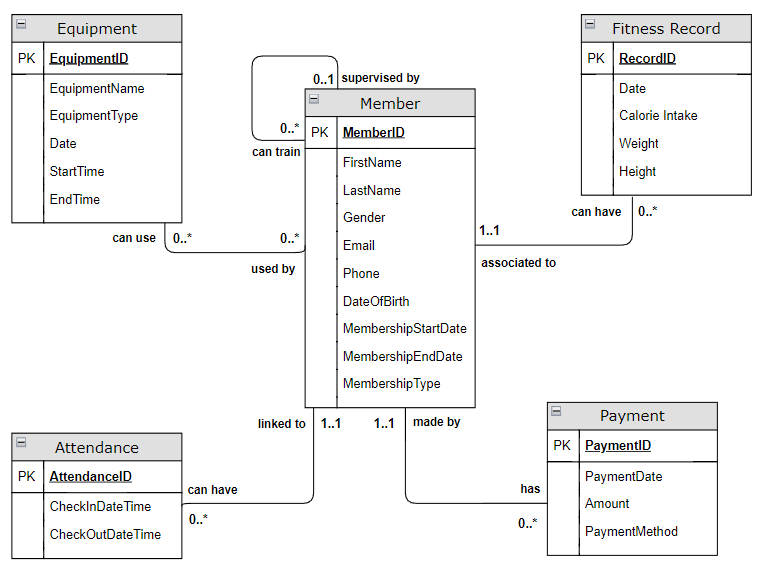 Equipment
PK EquipmentID
EquipmentName
EquipmentType
Date
StartTime
EndTime
can use
0..*
0..*
used by
0..1
supervised by
0..*
can train
Member
PK MemberID
FirstName
LastName
Gender
Email
Phone
DateOfBirth
MembershipStartDate
MembershipEndDate
MembershipType
Fitness Record
PK RecordID
Date
Calorie Intake
Weight
Height
can have
0..*
1..1
associated to
linked to
1..1
1..1
made by
Attendance
PK AttendanceID
CheckInDateTime
CheckOutDateTime
can have
0..*
has
0..*
Payment
PK PaymentID
PaymentDate
Amount
PaymentMethod